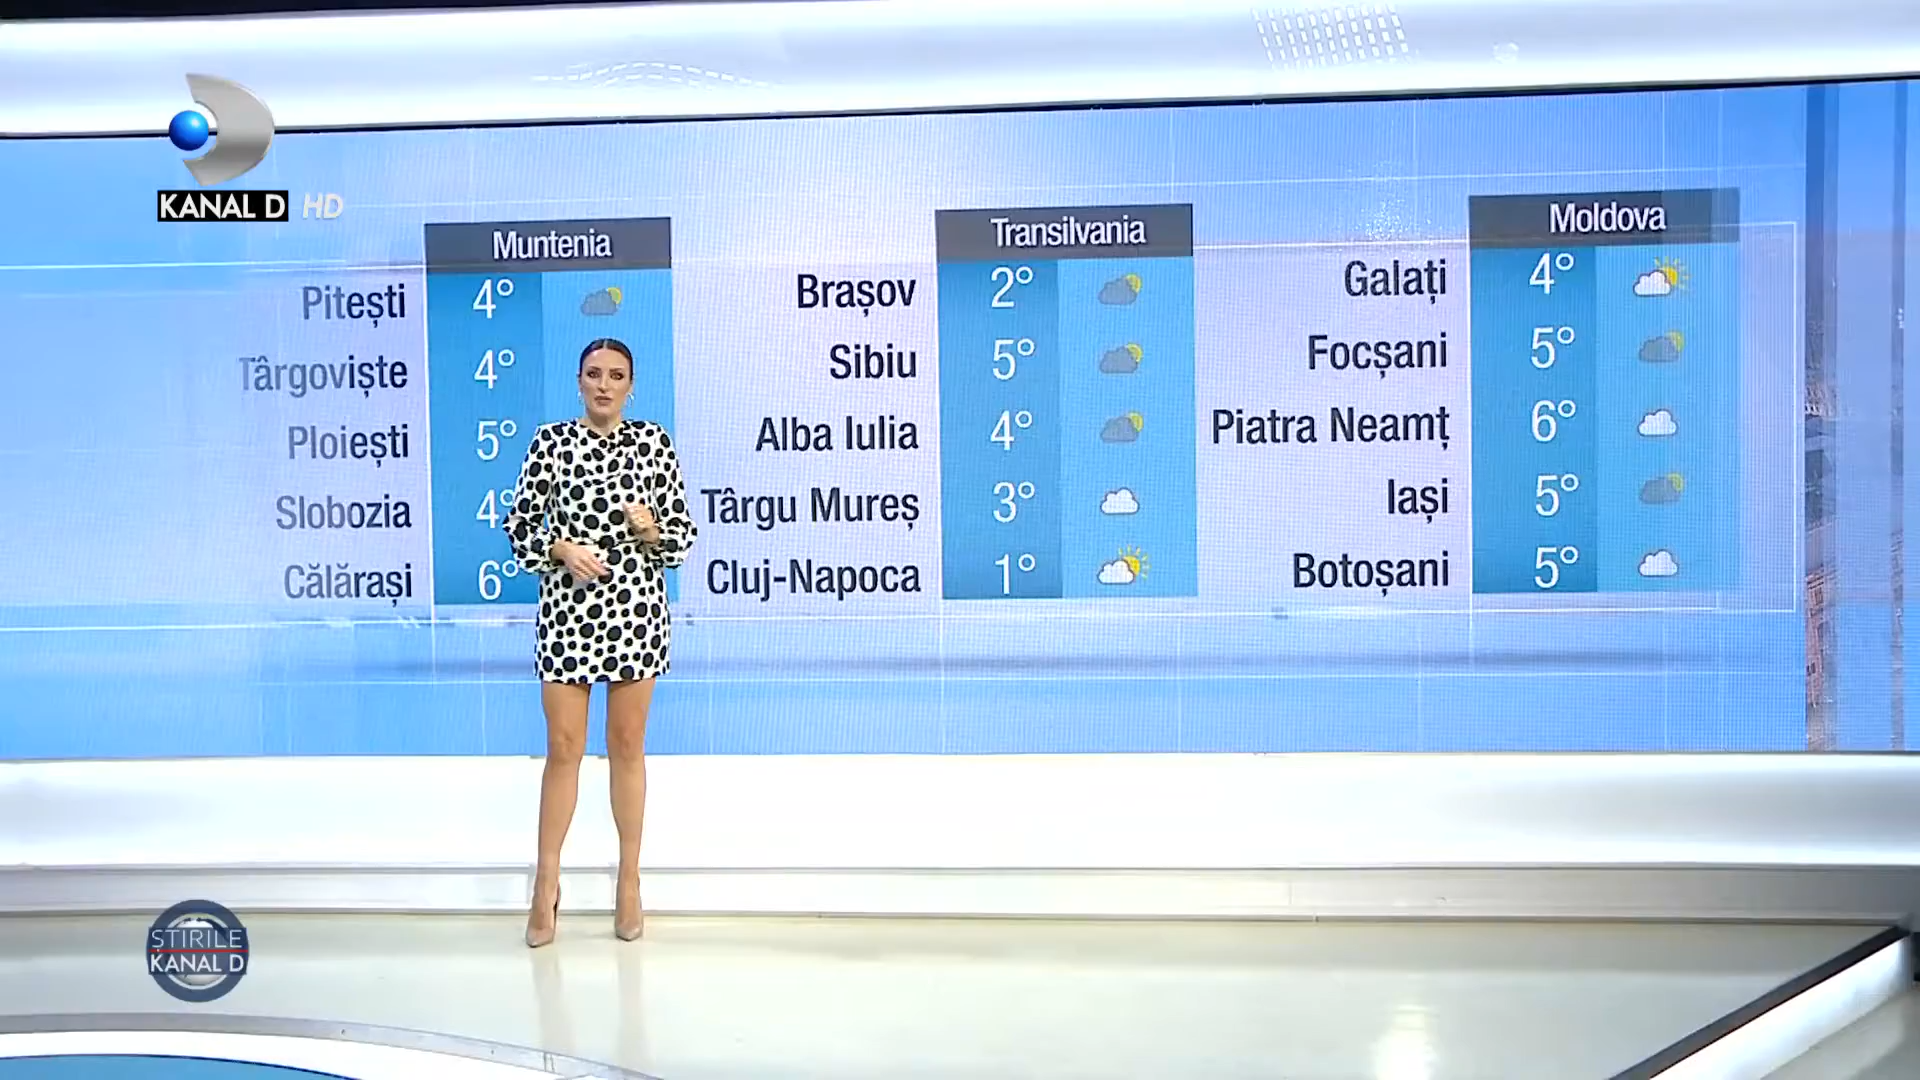 KANAL D HD
Muntenia
Pitești 4°
Târgoviște 4°
Ploiești 5°
Slobozia 4°
Călărași 6°
Transilvania
Brașov 2°
Sibiu 5°
Alba Iulia 4°
Târgu Mureș 3°
Cluj-Napoca 1°
Moldova
Galați 4°
Focșani 5°
Piatra Neamț 6°
Iași 5°
Botoșani 5°
ȘTIRILE
KANAL D